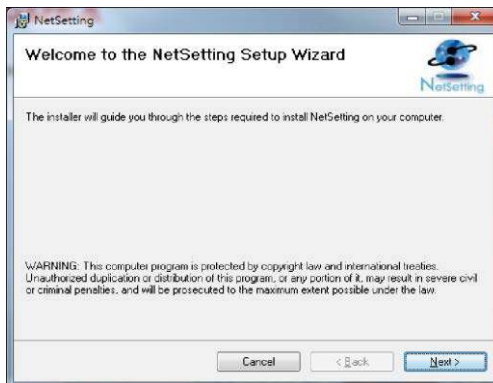 NetSetting
Welcome to the NetSetting Setup Wizard
NetSetting
The installer will guide you through the steps required to install NetSetting on your computer.
WARNING: This computer program is protected by copyright law and international treaties.
Unauthorized duplication or distribution of this program, or any portion of it, may result in severe civil
or criminal penalties, and will be prosecuted to the maximum extent possible under the law.
Cancel
< Back
Next >